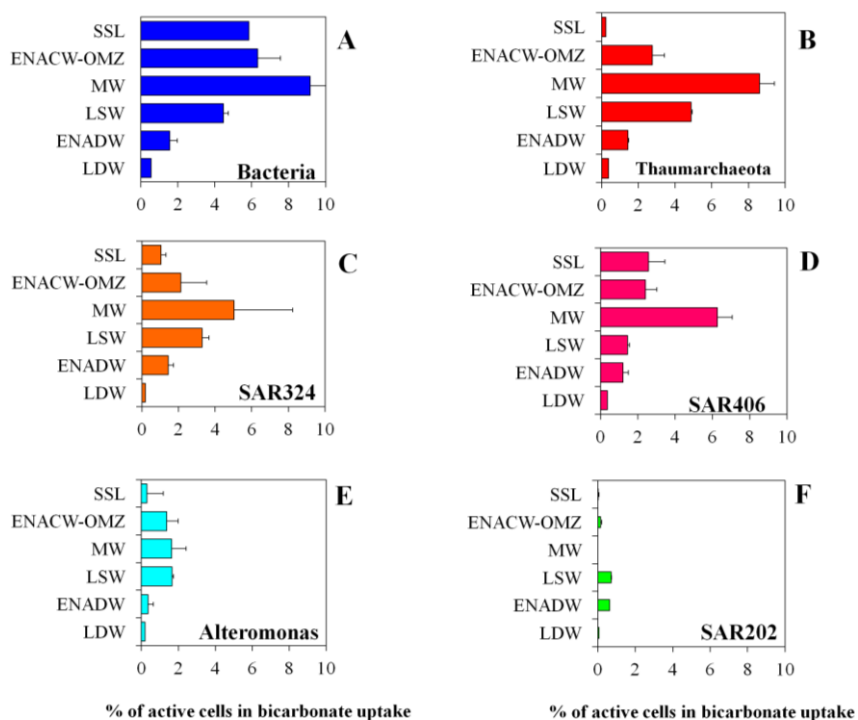 A
SSL
ENACW-OMZ
MW
LSW
ENADW
LDW
Bacteria
0 2 4 6 8 10
B
SSL
ENACW-OMZ
MW
LSW
ENADW
LDW
Thaumarchaeota
0 2 4 6 8 10
C
SSL
ENACW-OMZ
MW
LSW
ENADW
LDW
SAR324
0 2 4 6 8 10
D
SSL
ENACW-OMZ
MW
LSW
ENADW
LDW
SAR406
0 2 4 6 8 10
E
SSL
ENACW-OMZ
MW
LSW
ENADW
LDW
Alteromonas
0 2 4 6 8 10
% of active cells in bicarbonate uptake
F
SSL
ENACW-OMZ
MW
LSW
ENADW
LDW
SAR202
0 2 4 6 8 10
% of active cells in bicarbonate uptake